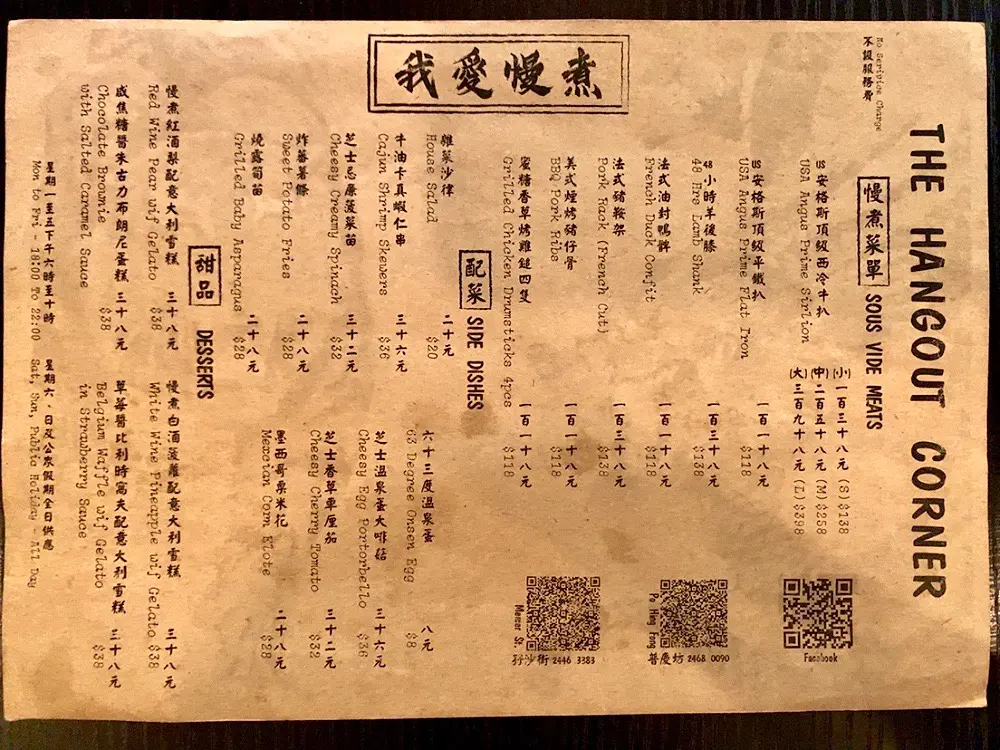 THE HANGOUT CORNER
No Service Charge
不設服務費
我愛慢煮
慢煮菜單 SOUS VIDE MEATS
US安格斯頂級西冷牛扒
USA Angus Prime Sirlion
(小) 一百三十八元 (S) $138
(中) 二百五十八元 (M) $258
(大) 三百九十八元 (L) $398
US安格斯頂級平鐵扒 一百一十八元
USA Angus Prime Flat Iron $118
48小時羊後膝 一百三十八元
48 Hrs Lamb Shank $138
法式油封鴨髀 一百一十八元
French Duck Confit $118
法式豬鞍架 一百三十八元
Pork Rack (French Cut) $138
美式煙烤豬仔骨 一百一十八元
BBQ Pork Ribs $118
蜜糖香草烤雞鎚四隻 一百一十八元
Grilled Chicken Drumsticks 4pcs $118
Facebook
Po Hing Fong
普慶坊 2468 0090
Mercer St.
孖沙街 2446 3383
配菜 SIDE DISHES
雜菜沙律 二十元
House Salad $20
牛油卡真蝦仁串 三十六元
Cajun Shrimp Skewers $36
芝士忌廉菠菜苗 三十二元
Cheesy Creamy Spinach $32
炸蕃薯條 二十八元
Sweet Potato Fries $28
燒露筍苗 二十八元
Grilled Baby Asparagus $28
六十三度溫泉蛋 八元
63 Degree Onsen Egg $8
芝士溫泉蛋大啡菇 三十六元
Cheesy Egg Portorbello $36
芝士香草車厘茄 三十二元
Cheesy Cherry Tomato $32
墨西哥粟米花 二十八元
Mexcian Corn Elote $28
甜品 DESSERTS
慢煮紅酒梨配意大利雪糕 三十八元
Red Wine Pear wif Gelato $38
咸焦糖醬朱古力布朗尼蛋糕 三十八元
Chocolate Brownie $38
with Salted Caramel Sauce
慢煮白酒菠蘿配意大利雪糕 三十八元
White Wine Pineapple wif Gelato $38
草莓醬比利時窩夫配意大利雪糕 三十八元
Belgium Waffle wif Gelato $38
in Strawberry Sauce
星期一至五下午六時至十時 星期六，日及公眾假期全日供應
Mon to Fri - 18:00 To 22:00 Sat, Sun, Public Holiday - All Day